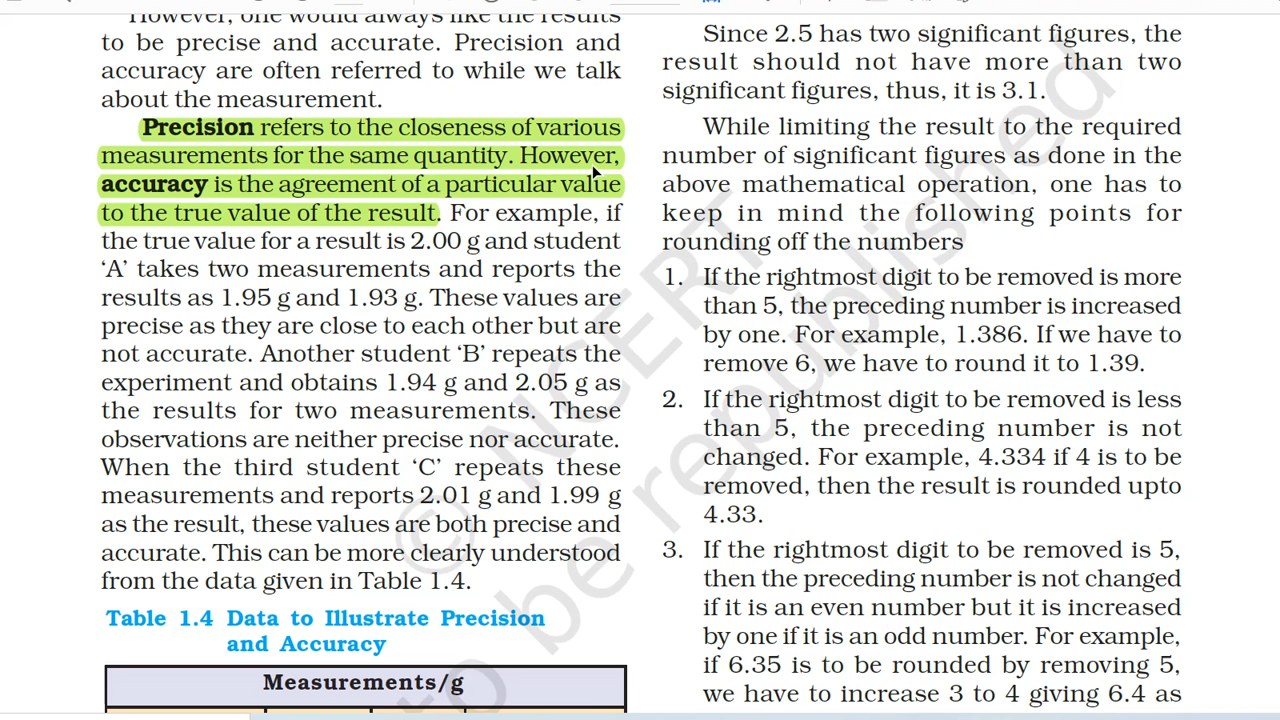 However, one would always like the results
to be precise and accurate. Precision and
accuracy are often referred to while we talk
about the measurement.
Precision refers to the closeness of various
measurements for the same quantity. However,
accuracy is the agreement of a particular value
to the true value of the result. For example, if
the true value for a result is 2.00 g and student
‘A’ takes two measurements and reports the
results as 1.95 g and 1.93 g. These values are
precise as they are close to each other but are
not accurate. Another student ‘B’ repeats the
experiment and obtains 1.94 g and 2.05 g as
the results for two measurements. These
observations are neither precise nor accurate.
When the third student ‘C’ repeats these
measurements and reports 2.01 g and 1.99 g
as the result, these values are both precise and
accurate. This can be more clearly understood
from the data given in Table 1.4.
Table 1.4 Data to Illustrate Precision
and Accuracy
Measurements/g
Since 2.5 has two significant figures, the
result should not have more than two
significant figures, thus, it is 3.1.
While limiting the result to the required
number of significant figures as done in the
above mathematical operation, one has to
keep in mind the following points for
rounding off the numbers
1. If the rightmost digit to be removed is more
than 5, the preceding number is increased
by one. For example, 1.386. If we have to
remove 6, we have to round it to 1.39.
2. If the rightmost digit to be removed is less
than 5, the preceding number is not
changed. For example, 4.334 if 4 is to be
removed, then the result is rounded upto
4.33.
3. If the rightmost digit to be removed is 5,
then the preceding number is not changed
if it is an even number but it is increased
by one if it is an odd number. For example,
if 6.35 is to be rounded by removing 5,
we have to increase 3 to 4 giving 6.4 as
© NCERT
to be republished